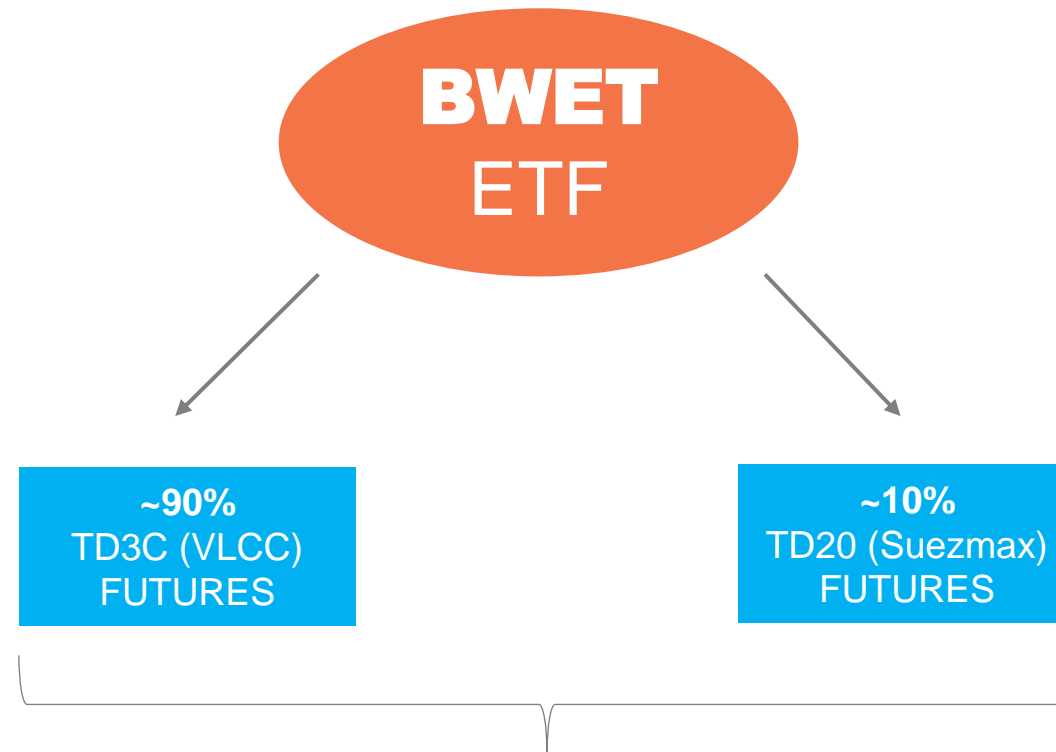 BWET
ETF
~90%
TD3C (VLCC)
FUTURES
~10%
TD20 (Suezmax)
FUTURES